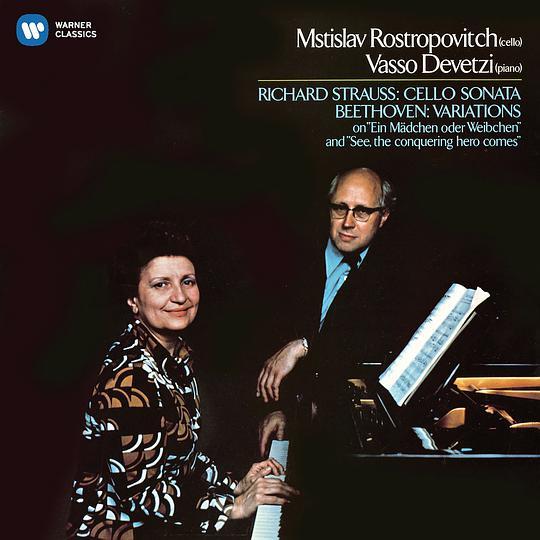 WARNER
CLASSICS
Mstislav Rostropovitch (cello)
Vasso Devetzi (piano)
RICHARD STRAUSS: CELLO SONATA
BEETHOVEN: VARIATIONS
on "Ein Mädchen oder Weibchen"
and "See, the conquering hero comes"